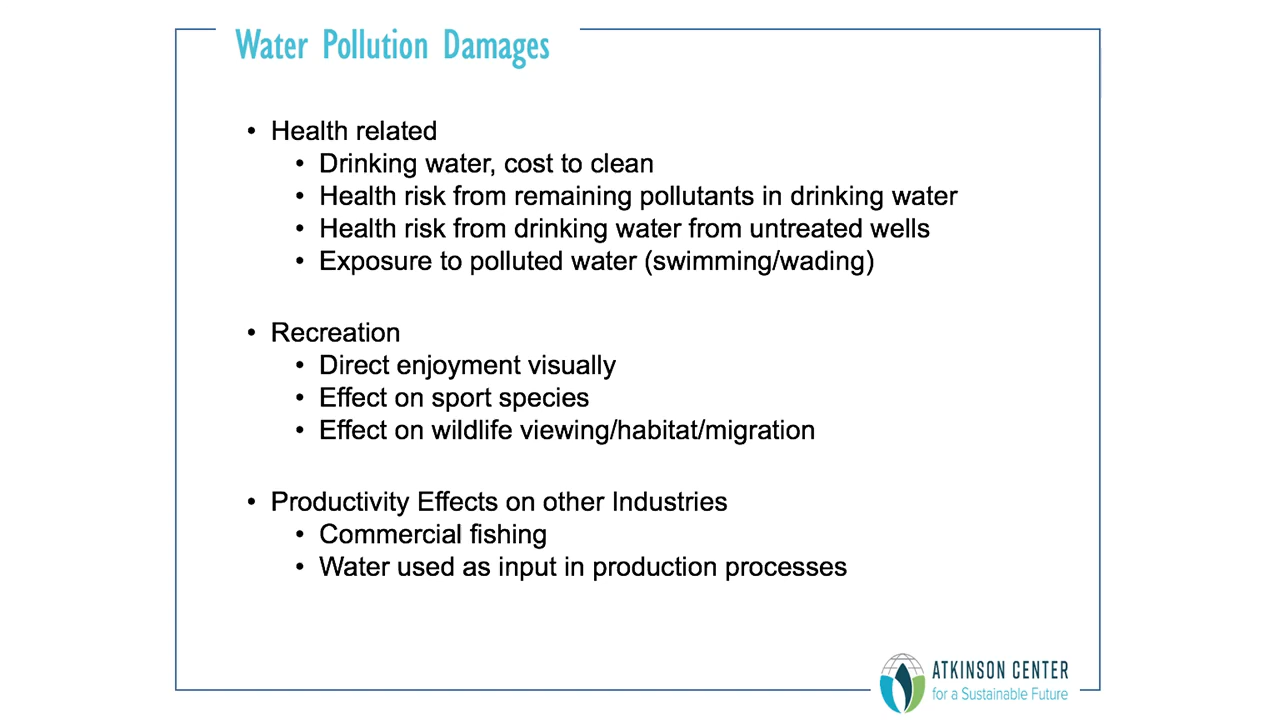 Water Pollution Damages
• Health related
• Drinking water, cost to clean
• Health risk from remaining pollutants in drinking water
• Health risk from drinking water from untreated wells
• Exposure to polluted water (swimming/wading)
• Recreation
• Direct enjoyment visually
• Effect on sport species
• Effect on wildlife viewing/habitat/migration
• Productivity Effects on other Industries
• Commercial fishing
• Water used as input in production processes
ATKINSON CENTER
for a Sustainable Future